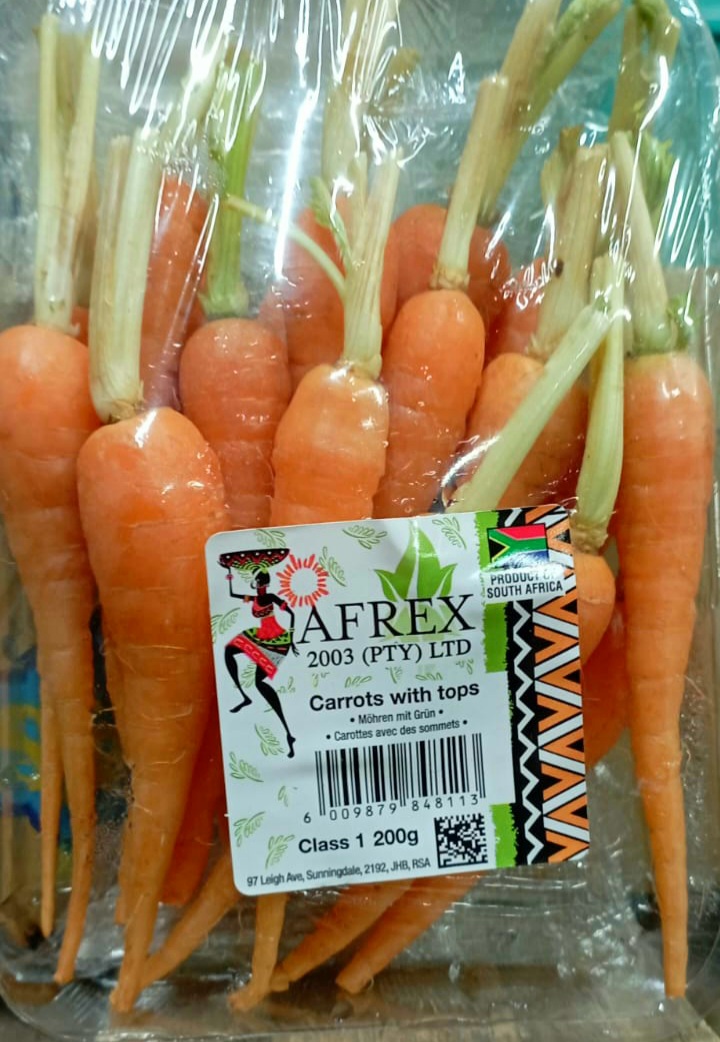 AFREX
2003 (PTY) LTD
PRODUCT OF
SOUTH AFRICA
Carrots with tops
• Möhren mit Grün •
• Carottes avec des sommets •
6 009879 848113
Class 1 200g
97 Leigh Ave, Sunningdale, 2192, JHB, RSA